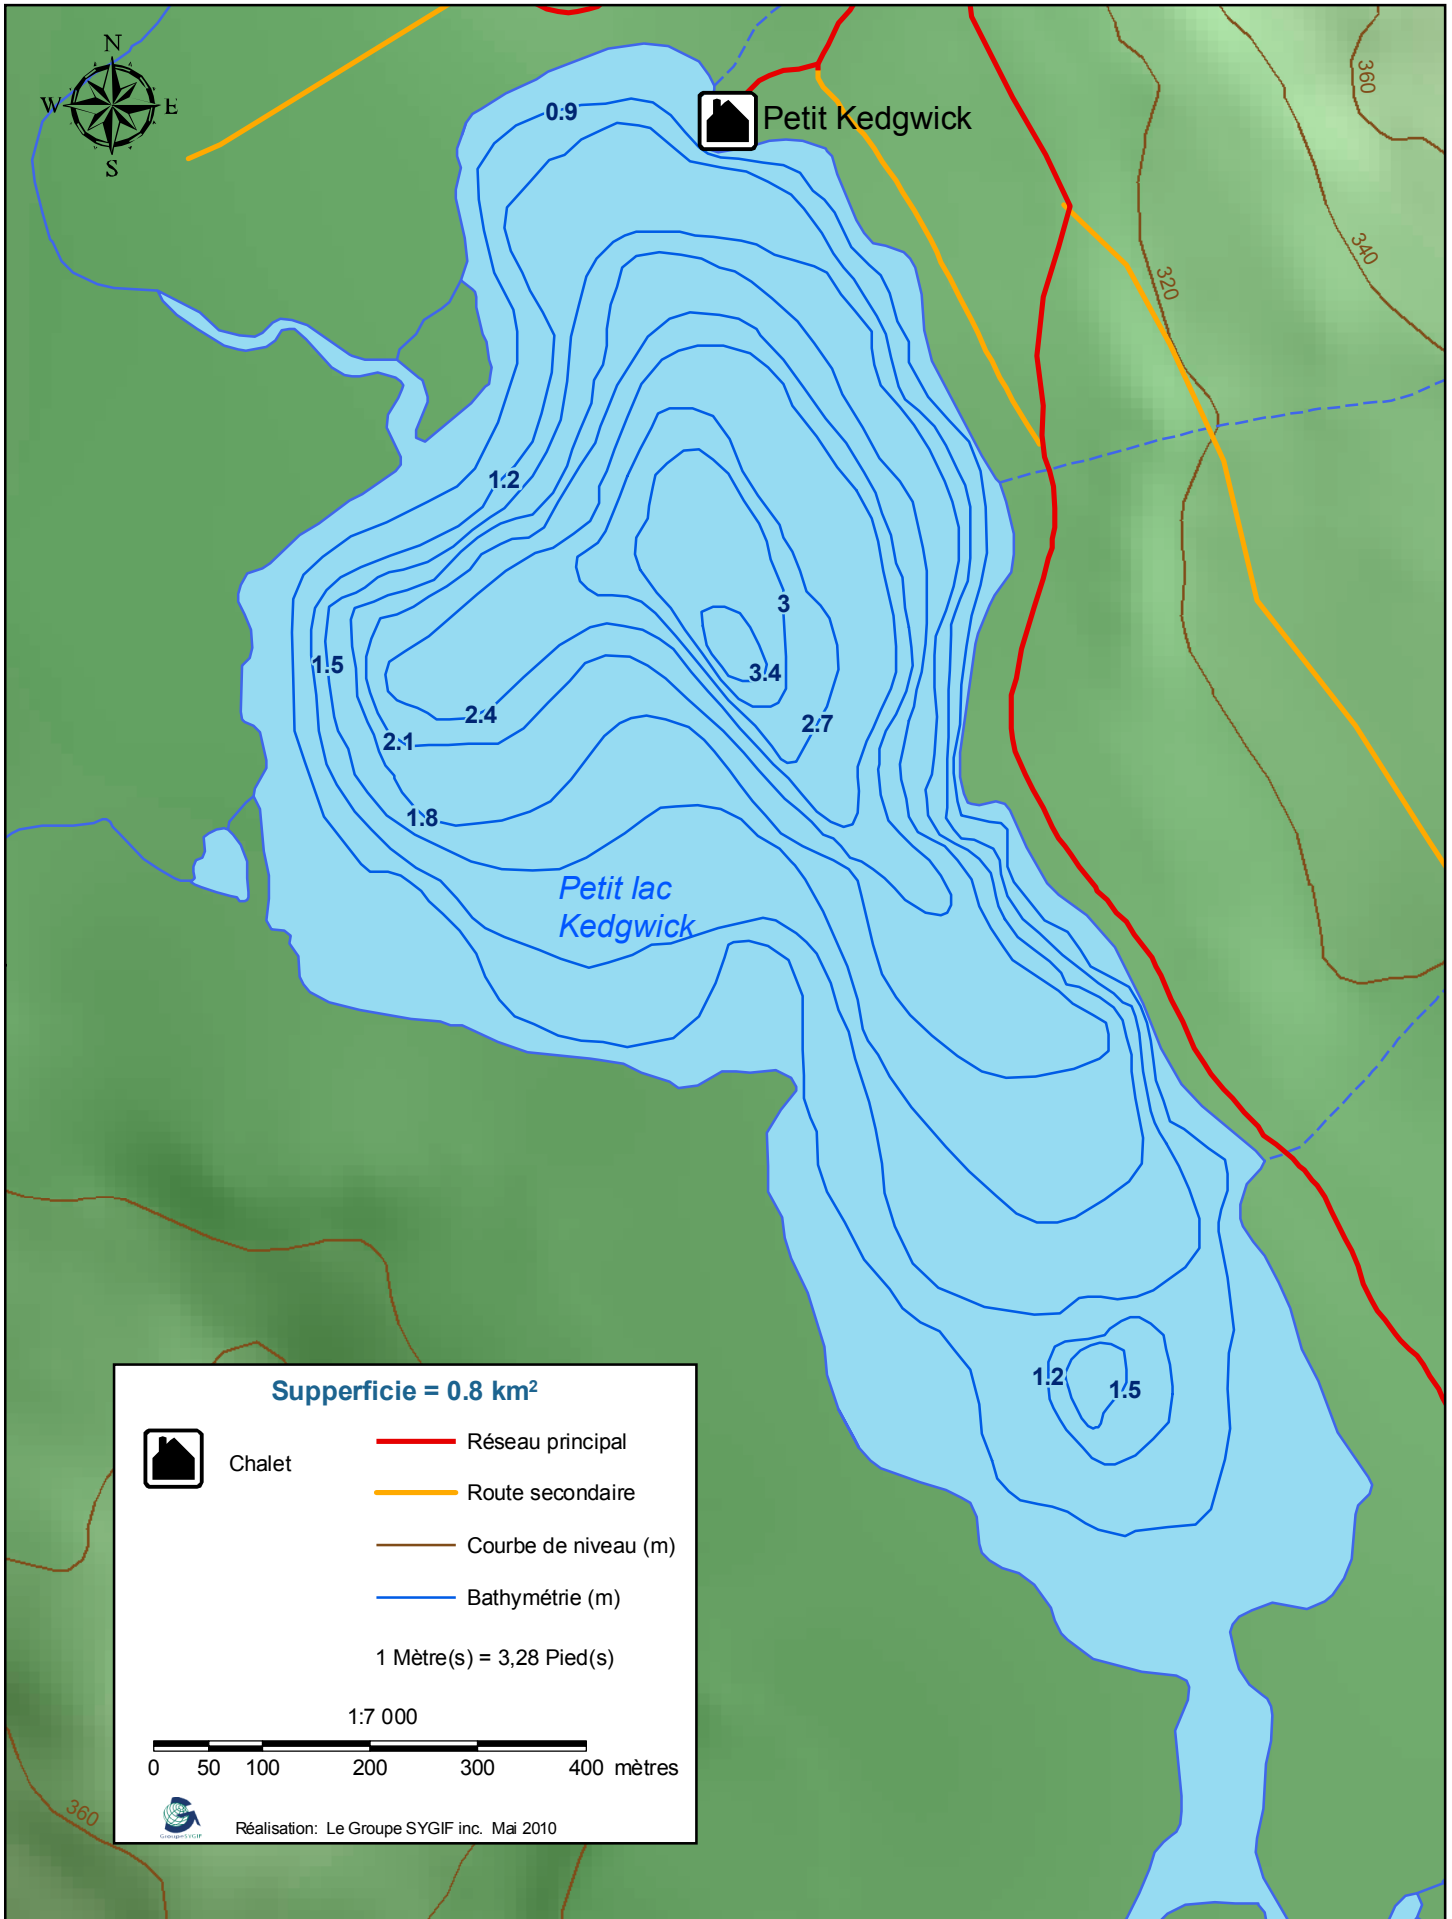 N
W E
S
0.9
Petit Kedgwick
360
340
320
1.2
3
1.5
3.4
2.4
2.7
2.1
1.8
Petit lac
Kedgwick
1.2
1.5
Supperficie = 0.8 km²
Chalet
Réseau principal
Route secondaire
Courbe de niveau (m)
Bathymétrie (m)
1 Mètre(s) = 3,28 Pied(s)
1:7 000
0 50 100 200 300 400 mètres
360
Groupe SYGIF
Réalisation: Le Groupe SYGIF inc. Mai 2010